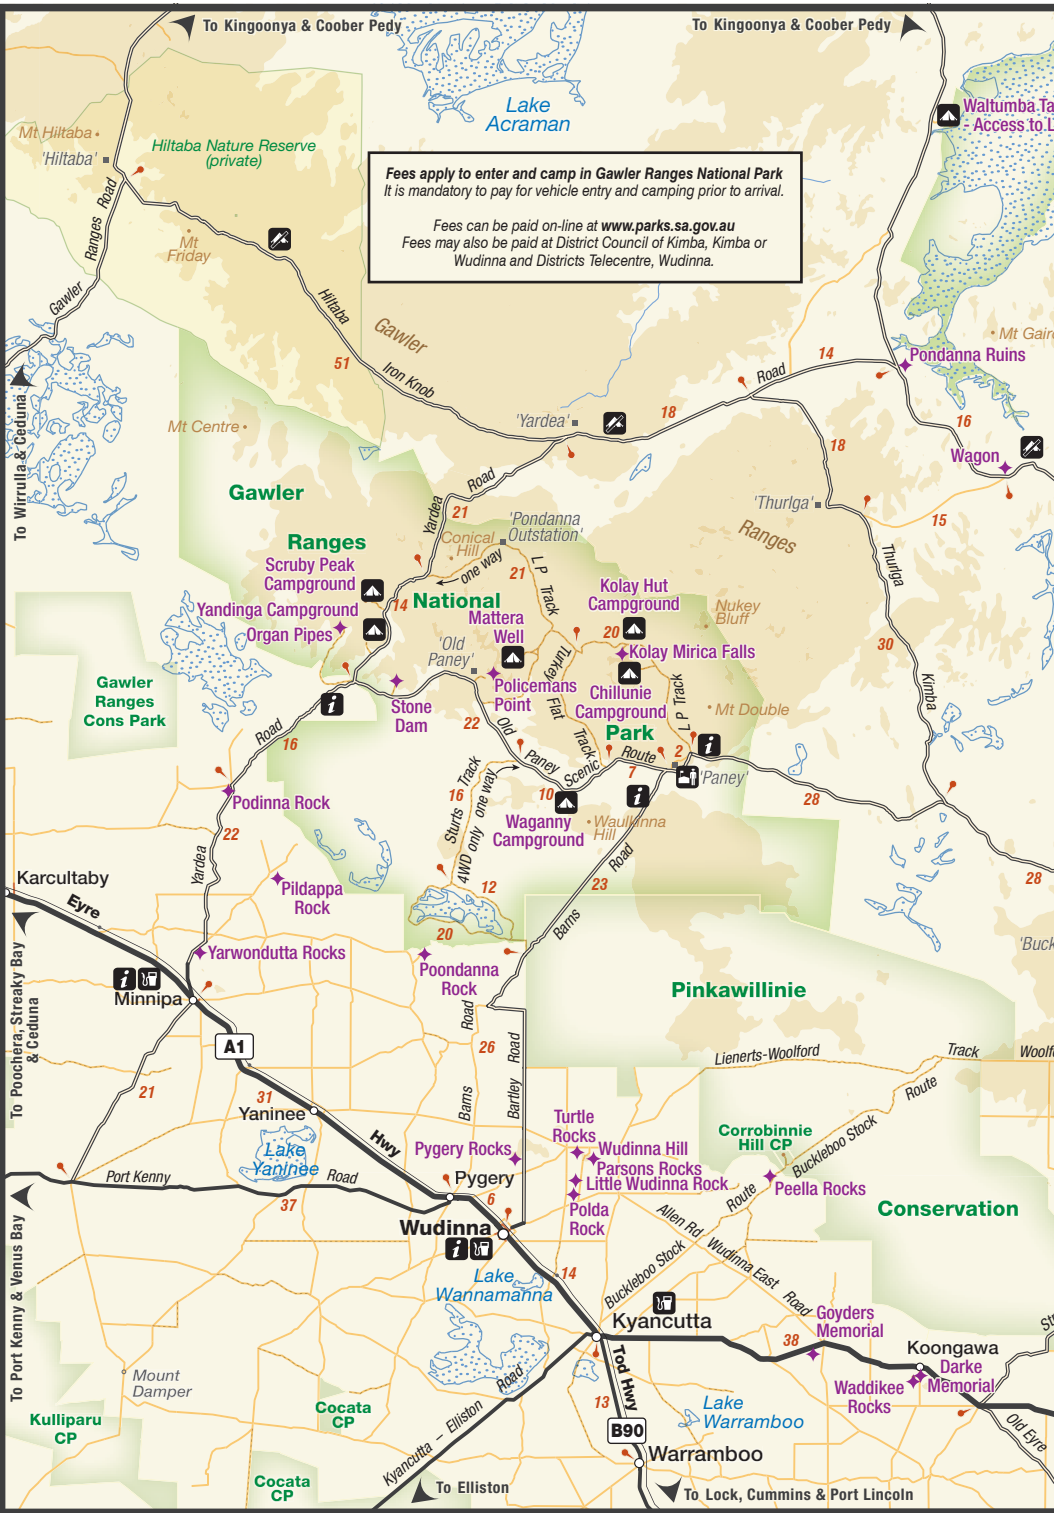 To Kingoonya & Coober Pedy
To Kingoonya & Coober Pedy
Lake
Acraman
Waltumba Ta
- Access to L
Mt Hiltaba
'Hiltaba'
Hiltaba Nature Reserve
(private)
Fees apply to enter and camp in Gawler Ranges National Park
It is mandatory to pay for vehicle entry and camping prior to arrival.
Fees can be paid on-line at www.parks.sa.gov.au
Fees may also be paid at District Council of Kimba, Kimba or
Wudinna and Districts Telecentre, Wudinna.
Ranges Road
Gawler
Mt
Friday
Hiltaba
Gawler
51
Iron Knob
Road
14
Mt Gair
Pondanna Ruins
To Wirrulla & Ceduna
Mt Centre
'Yardea'
18
18
16
Wagon
Gawler
Road
Yardea
21
'Thurlga'
15
Ranges
Conical
Hill
'Pondanna
Outstation'
Ranges
one way
21
L P Track
Thurlga
Scruby Peak
Campground
14
National
Kolay Hut
Campground
Nukey
Bluff
Yandinga Campground
Organ Pipes
Mattera
Well
20
30
'Old
Paney'
Kolay Mirica Falls
Turkey
Flat
Track
Gawler
Ranges
Cons Park
Stone
Dam
Policemans
Point
Chillunie
Campground
L P Track
Mt Double
Kimba
22
Old
Park
Road
16
Paney
Scenic
Route
2
'Paney'
7
Podinna Rock
Sturts Track
16
4WD only one way
10
28
Waganny
Campground
Waulkinna
Hill
22
Yardea
Road
Karcultaby
Eyre
Pildappa
Rock
12
23
28
Barns
20
'Buck
Yarwondutta Rocks
Poondanna
Rock
To Poochera, Streaky Bay
& Ceduna
Minnipa
Pinkawillinie
A1
Road
Barns
26
Road
Bartley
Lienerts-Woolford
Track
Woolf
Route
21
31
Yaninee
Hwy
Turtle
Rocks
Corrobinnie
Hill CP
Buckleboo Stock
Lake
Yaninee
Pygery Rocks
Wudinna Hill
Parsons Rocks
Little Wudinna Rock
Peella Rocks
Port Kenny
Road
Pygery
Route
37
6
Polda
Rock
Conservation
Wudinna
Allen Rd
Wudinna East
Road
To Port Kenny & Venus Bay
Lake
Wannamanna
14
Buckleboo Stock
Kyancutta
Goyders
Memorial
38
Koongawa
Darke
Memorial
Waddikee
Rocks
Mount
Damper
Road
Tod Hwy
13
Lake
Warramboo
Kulliparu
CP
Cocata
CP
Kyancutta – Elliston
B90
Old Eyre
St
Warramboo
Cocata
CP
To Elliston
To Lock, Cummins & Port Lincoln